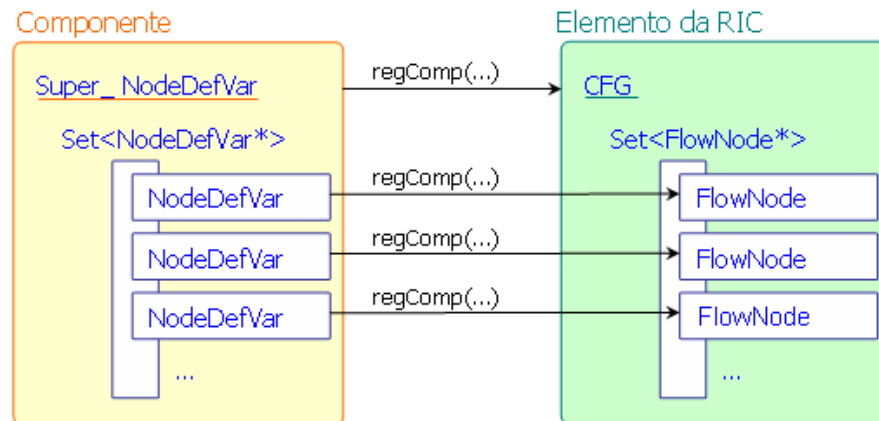 Componente
Elemento da RIC
Super_ NodeDefVar
regComp(...)
CFG
Set<NodeDefVar*>
Set<FlowNode*>
NodeDefVar
regComp(...)
FlowNode
NodeDefVar
regComp(...)
FlowNode
NodeDefVar
regComp(...)
FlowNode
...
...